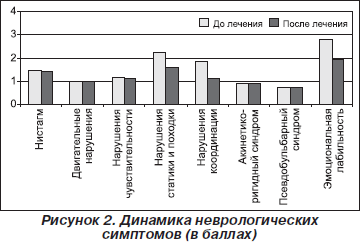 До лечения
После лечения
4
3
2
1
0
Нистагм
Двигательные
нарушения
Нарушения
чувствительности
Нарушения
статики и походки
Нарушения
координации
Акинетико-
ригидный синдром
Псевдобульбарный
синдром
Эмоциональная
лабильность
Рисунок 2. Динамика неврологических
симптомов (в баллах)